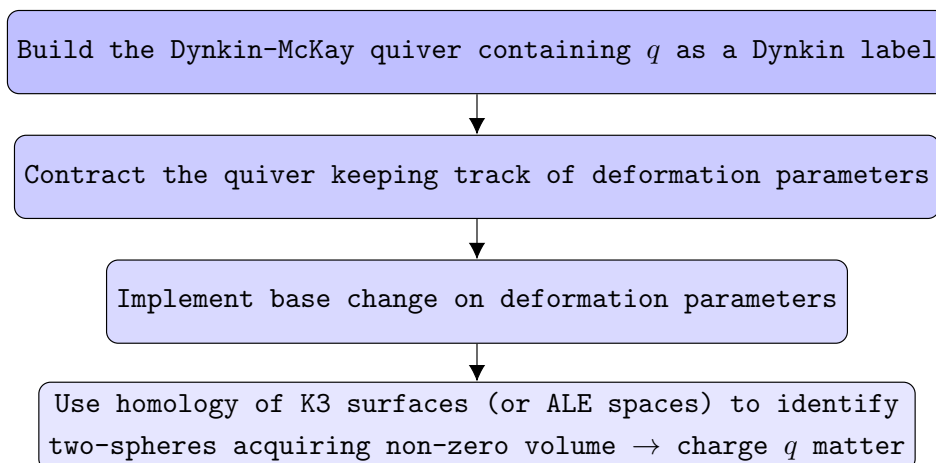 Build the Dynkin-McKay quiver containing q as a Dynkin label
Contract the quiver keeping track of deformation parameters
Implement base change on deformation parameters
Use homology of K3 surfaces (or ALE spaces) to identify
two-spheres acquiring non-zero volume → charge q matter